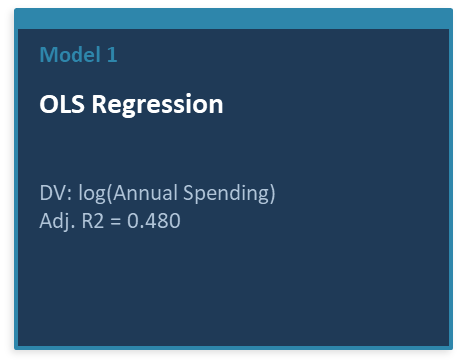 Model 1
OLS Regression
DV: log(Annual Spending)
Adj. R2 = 0.480